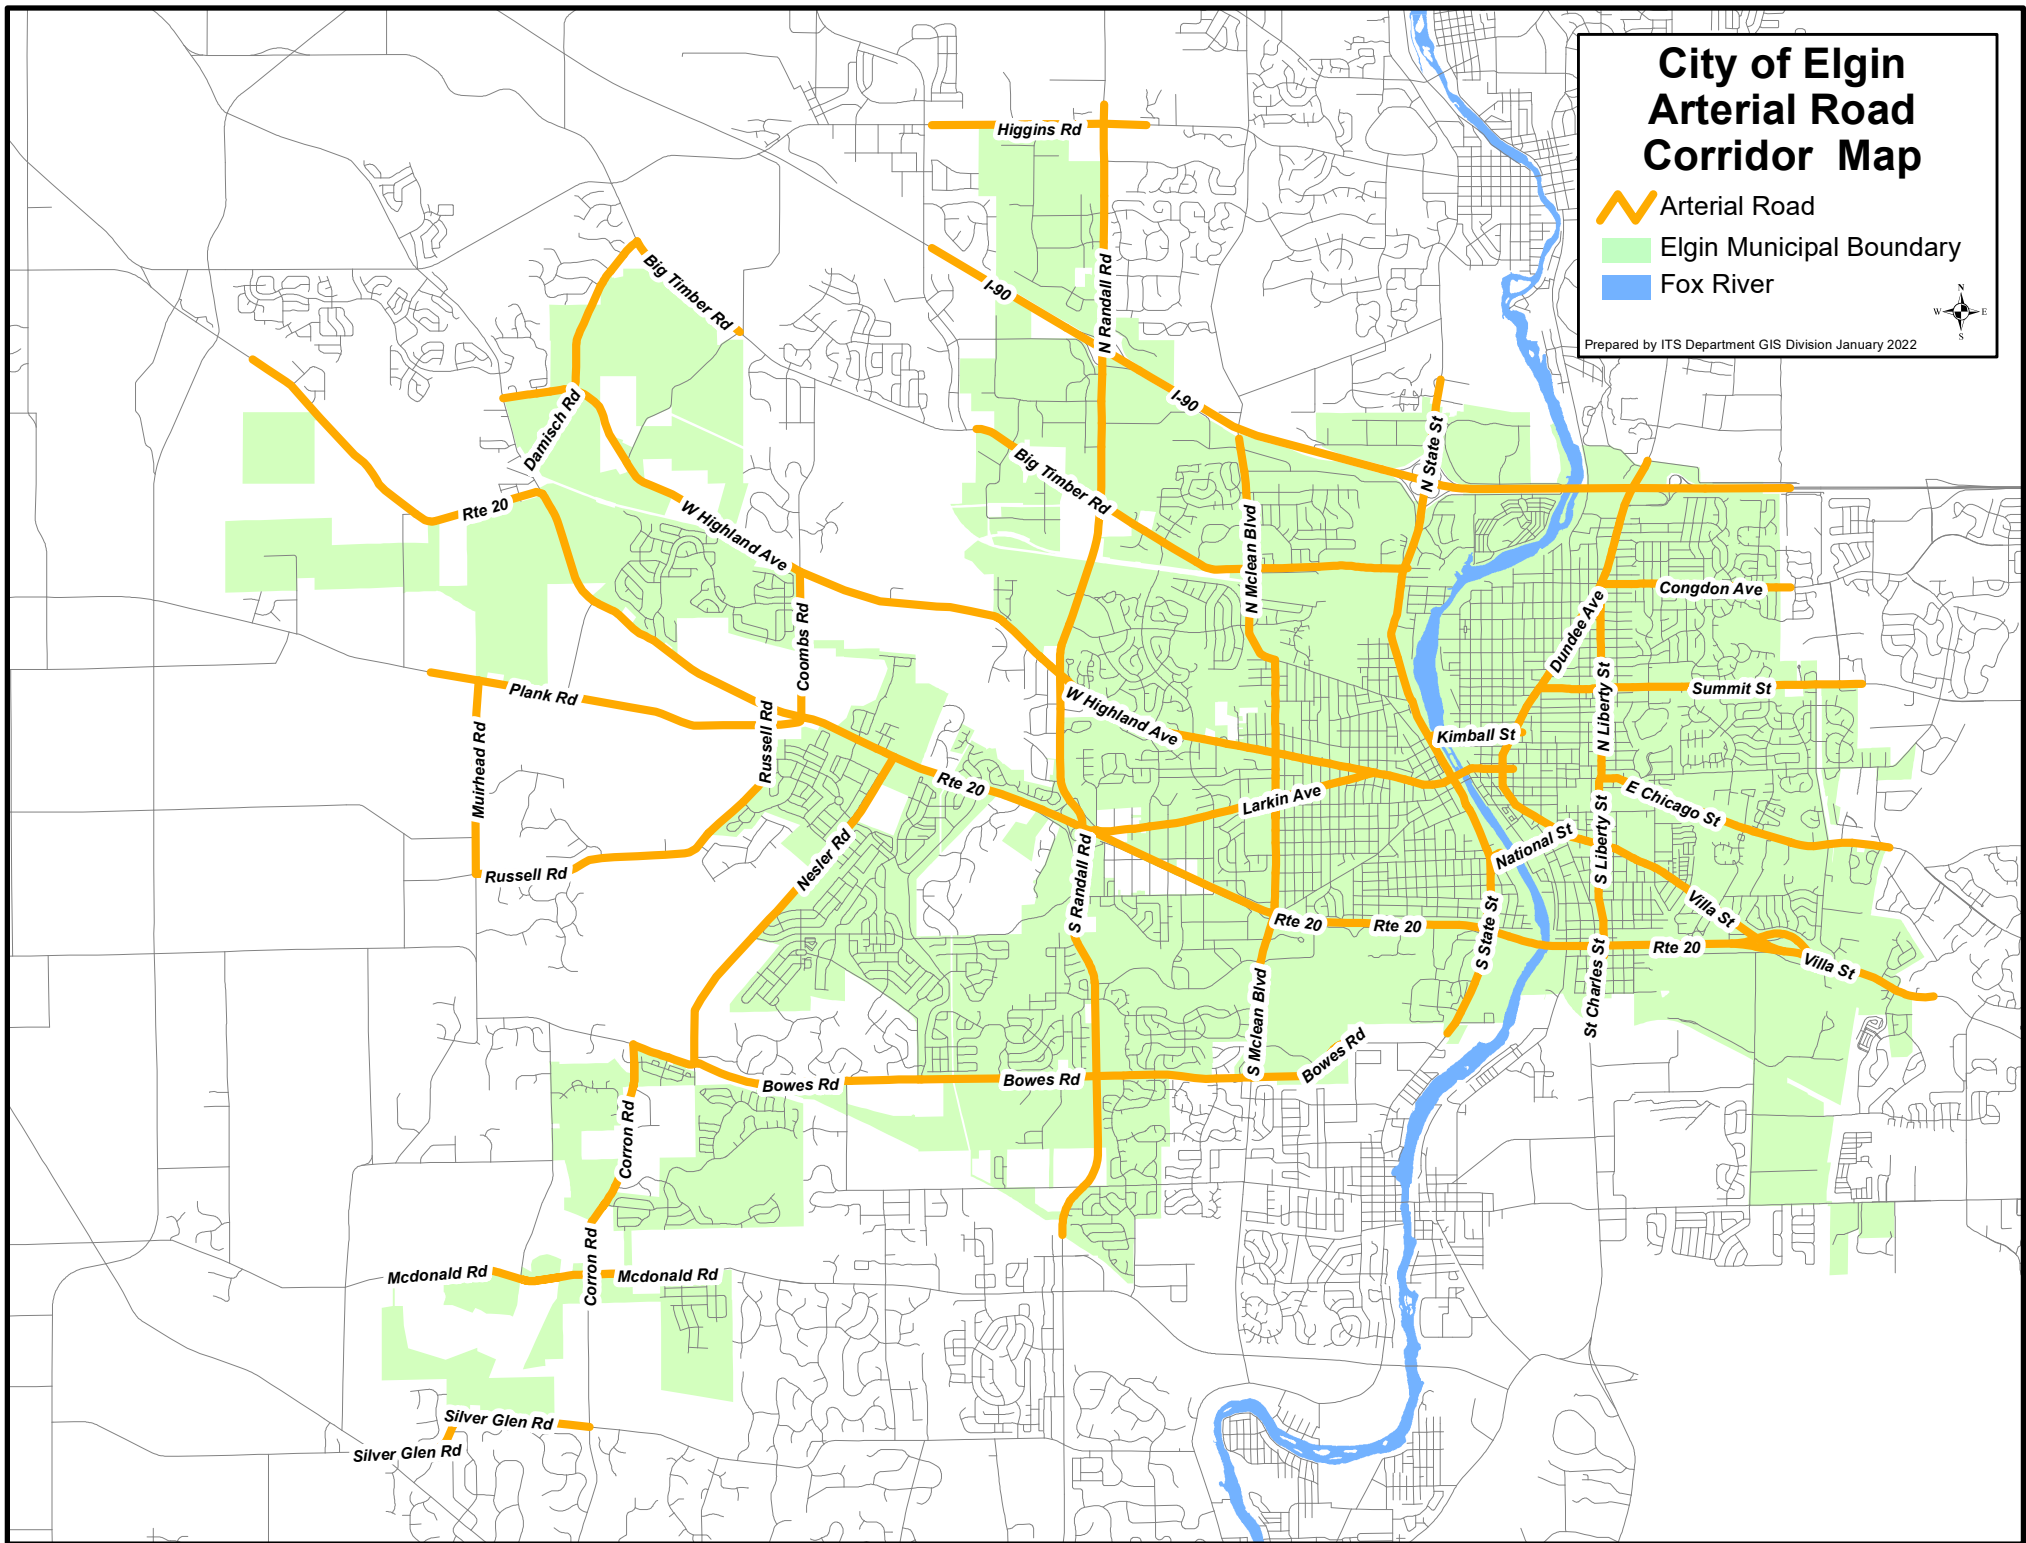 City of Elgin
Arterial Road
Corridor Map
Arterial Road
Elgin Municipal Boundary
Fox River
N
W E
S
Prepared by ITS Department GIS Division January 2022
Higgins Rd
N Randall Rd
Big Timber Rd
I-90
I-90
Damisch Rd
N State St
Big Timber Rd
Rte 20
W Highland Ave
N Mclean Blvd
Congdon Ave
Coombs Rd
Dundee Ave
Plank Rd
N Liberty St
Summit St
W Highland Ave
Russell Rd
Kimball St
Muirhead Rd
Rte 20
Larkin Ave
E Chicago St
Nesler Rd
S Randall Rd
National St
S Liberty St
Russell Rd
Villa St
Rte 20
Rte 20
S State St
Rte 20
Villa St
St Charles St
S Mclean Blvd
Bowes Rd
Bowes Rd
Bowes Rd
Corron Rd
Corron Rd
Mcdonald Rd
Mcdonald Rd
Silver Glen Rd
Silver Glen Rd